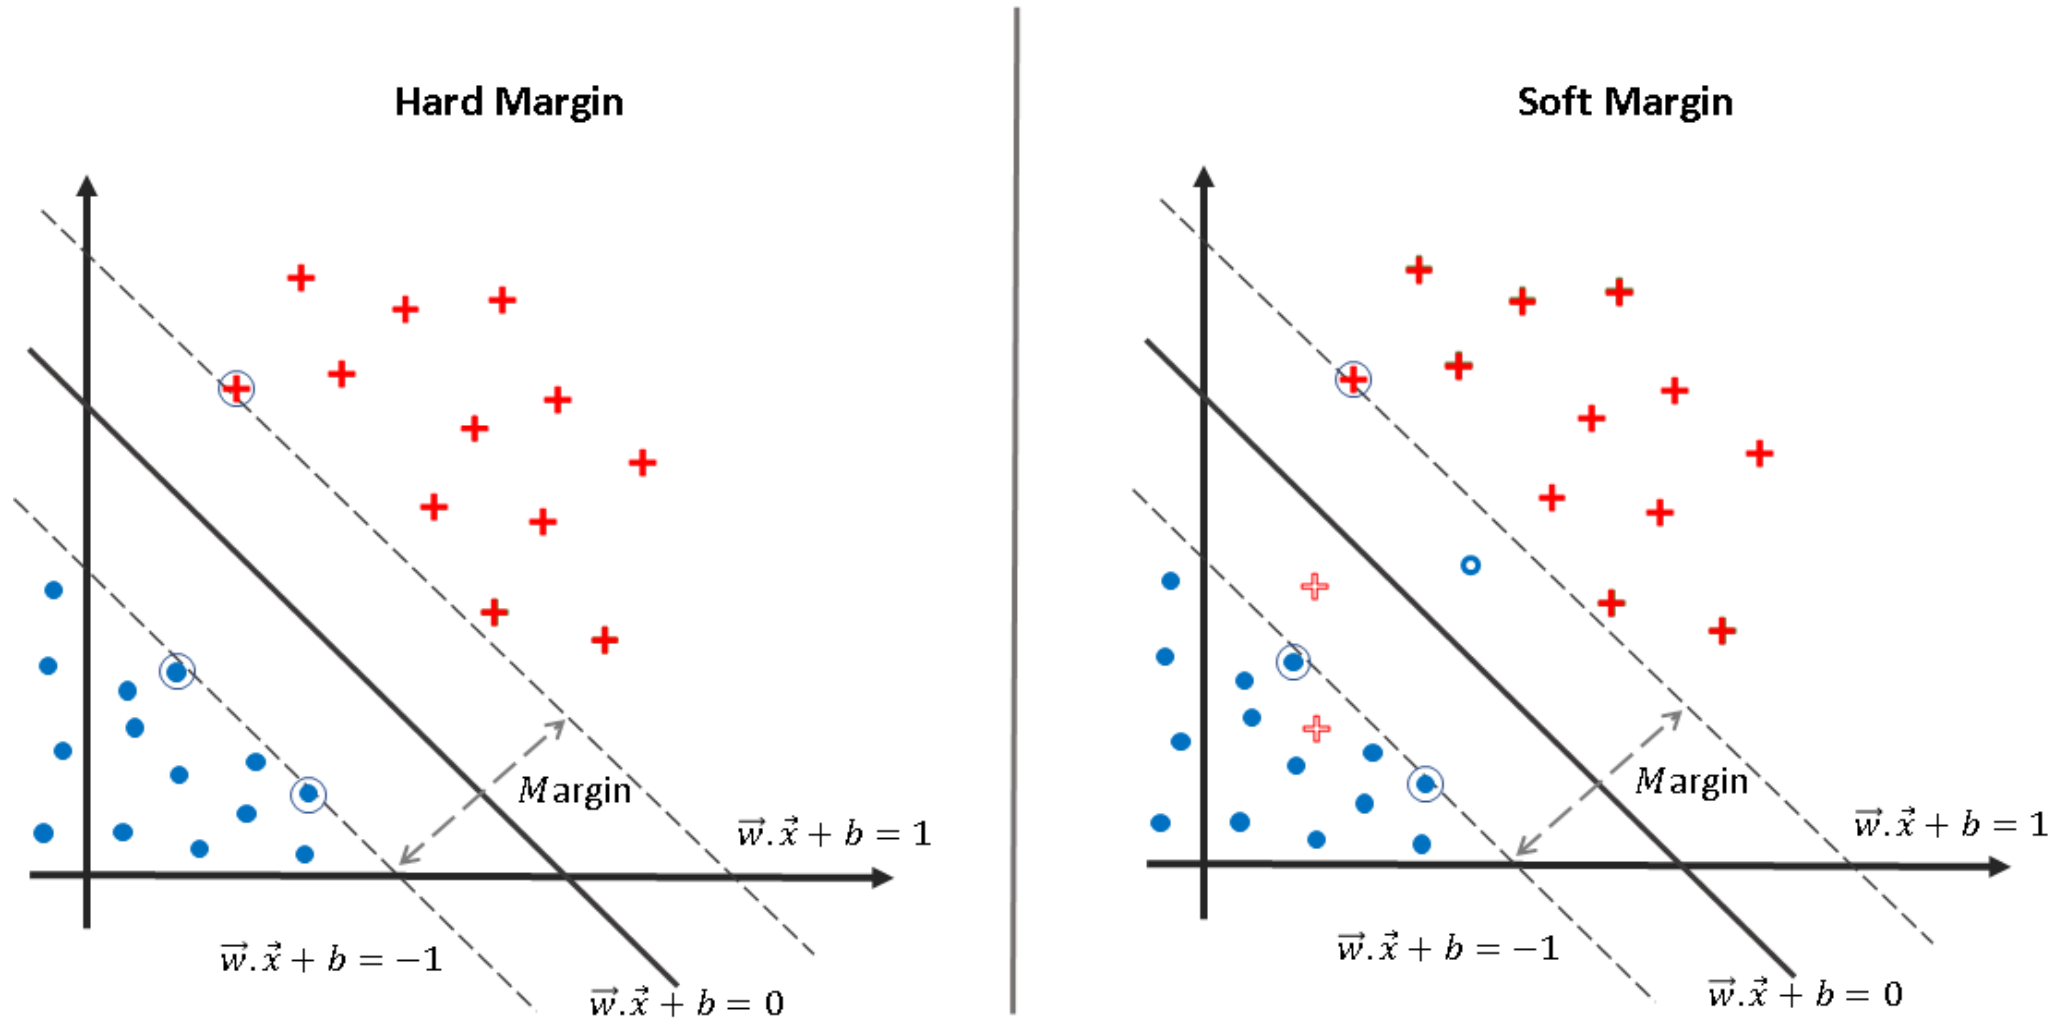 Hard Margin
Margin
w⃗.x⃗ + b = 1
w⃗.x⃗ + b = −1
w⃗.x⃗ + b = 0
Soft Margin
Margin
w⃗.x⃗ + b = 1
w⃗.x⃗ + b = −1
w⃗.x⃗ + b = 0